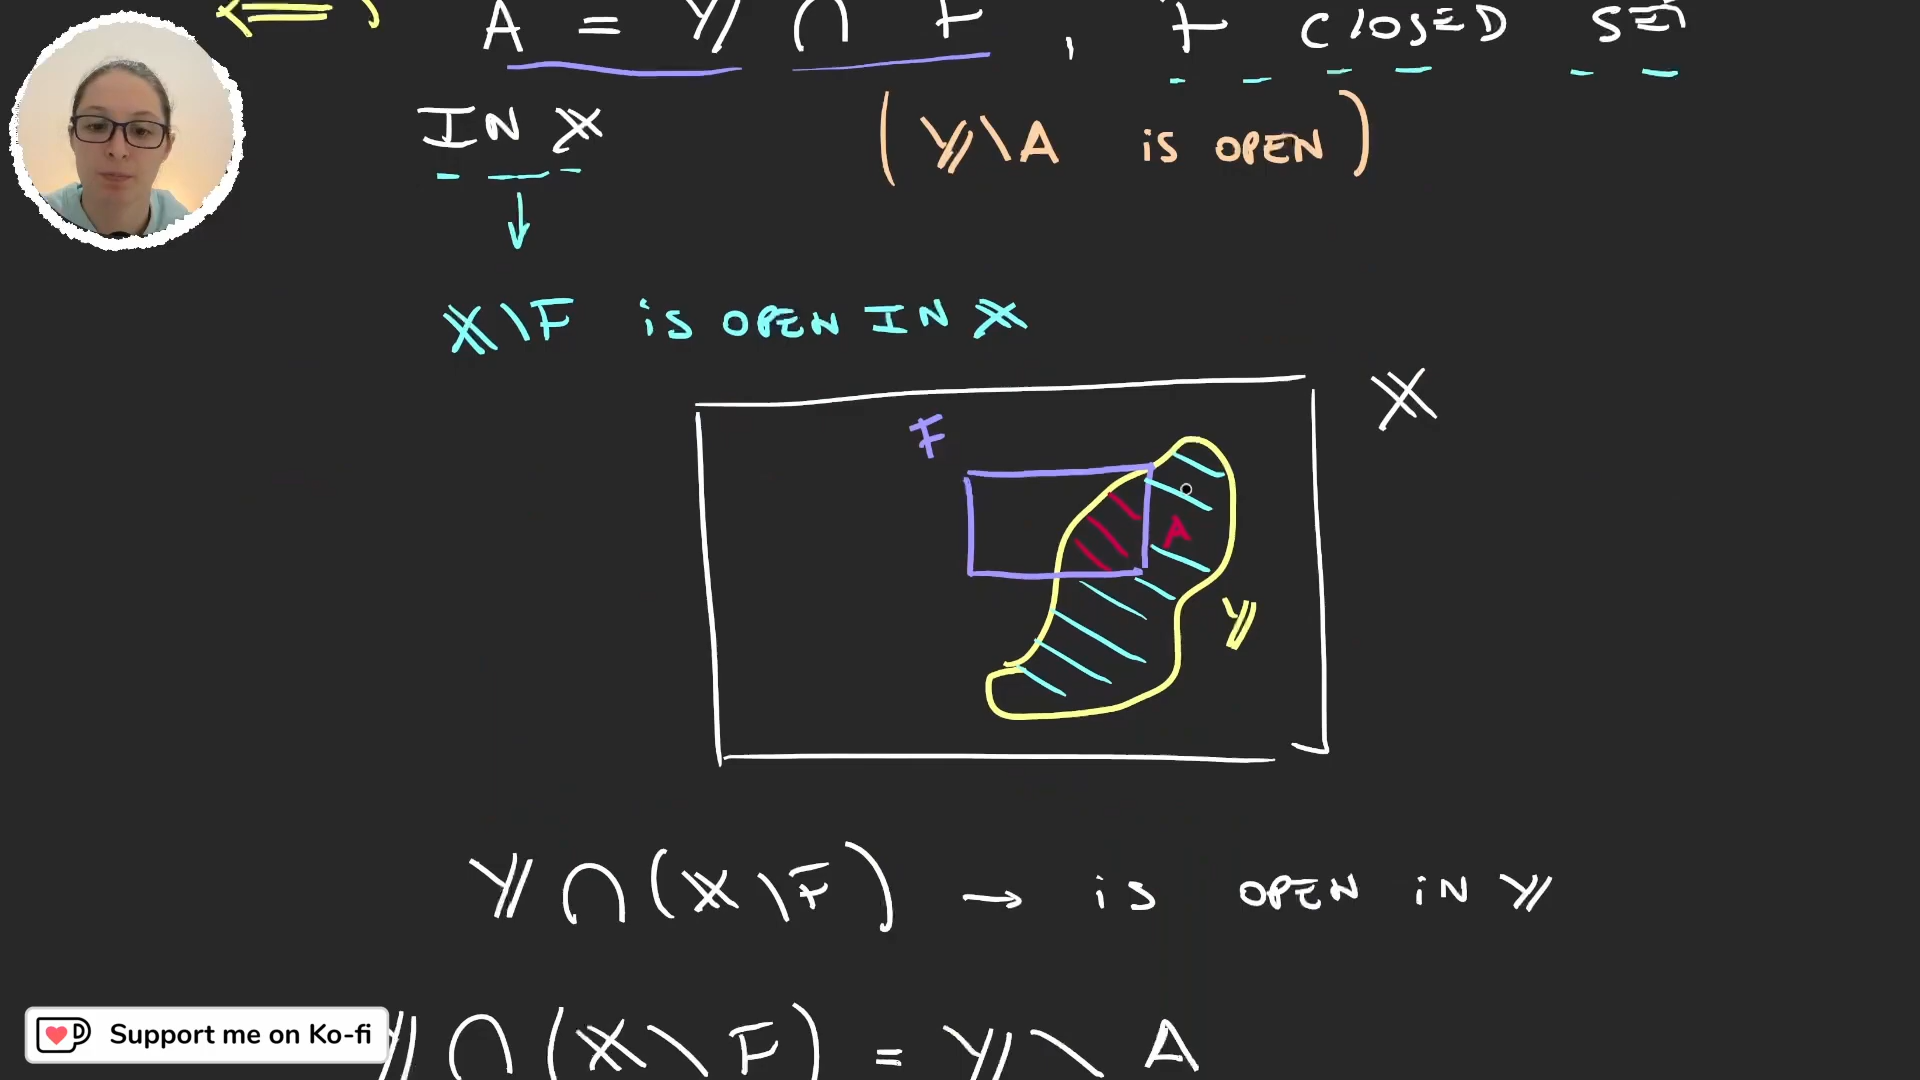 A = Y ∩ F , F CLOSED SET
IN X (Y\A is OPEN)
X\F is OPEN IN X
X
F
A
Y
Y ∩ (X\F) → is OPEN iN Y
Y ∩ (X \ F) = Y \ A
Support me on Ko-fi